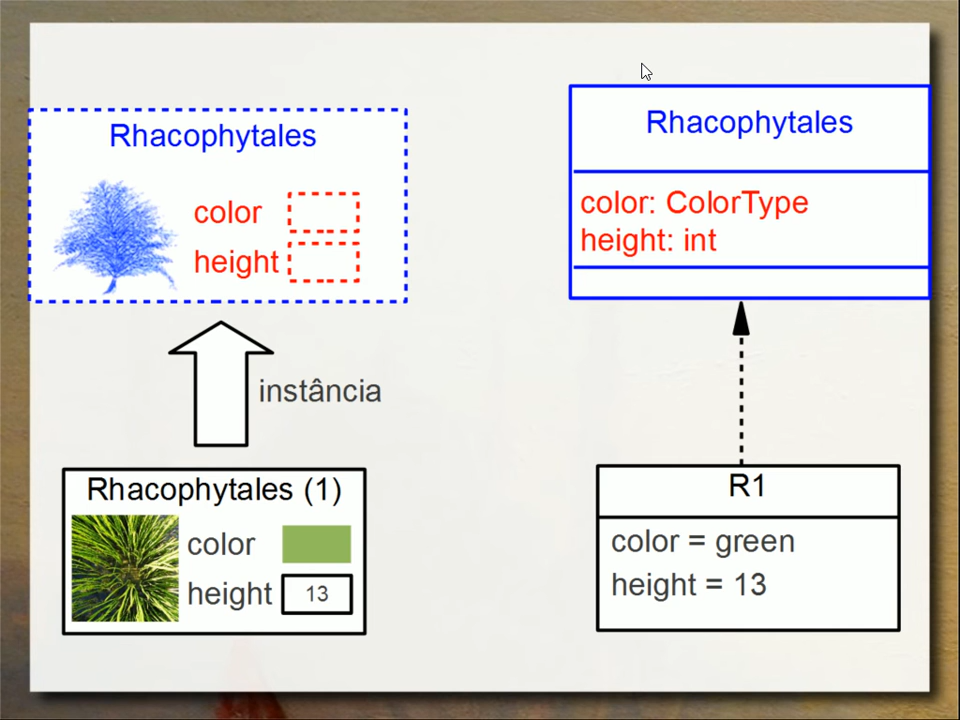 Rhacophytales
color
height
instância
Rhacophytales (1)
color
height 13
Rhacophytales
color: ColorType
height: int
R1
color = green
height = 13